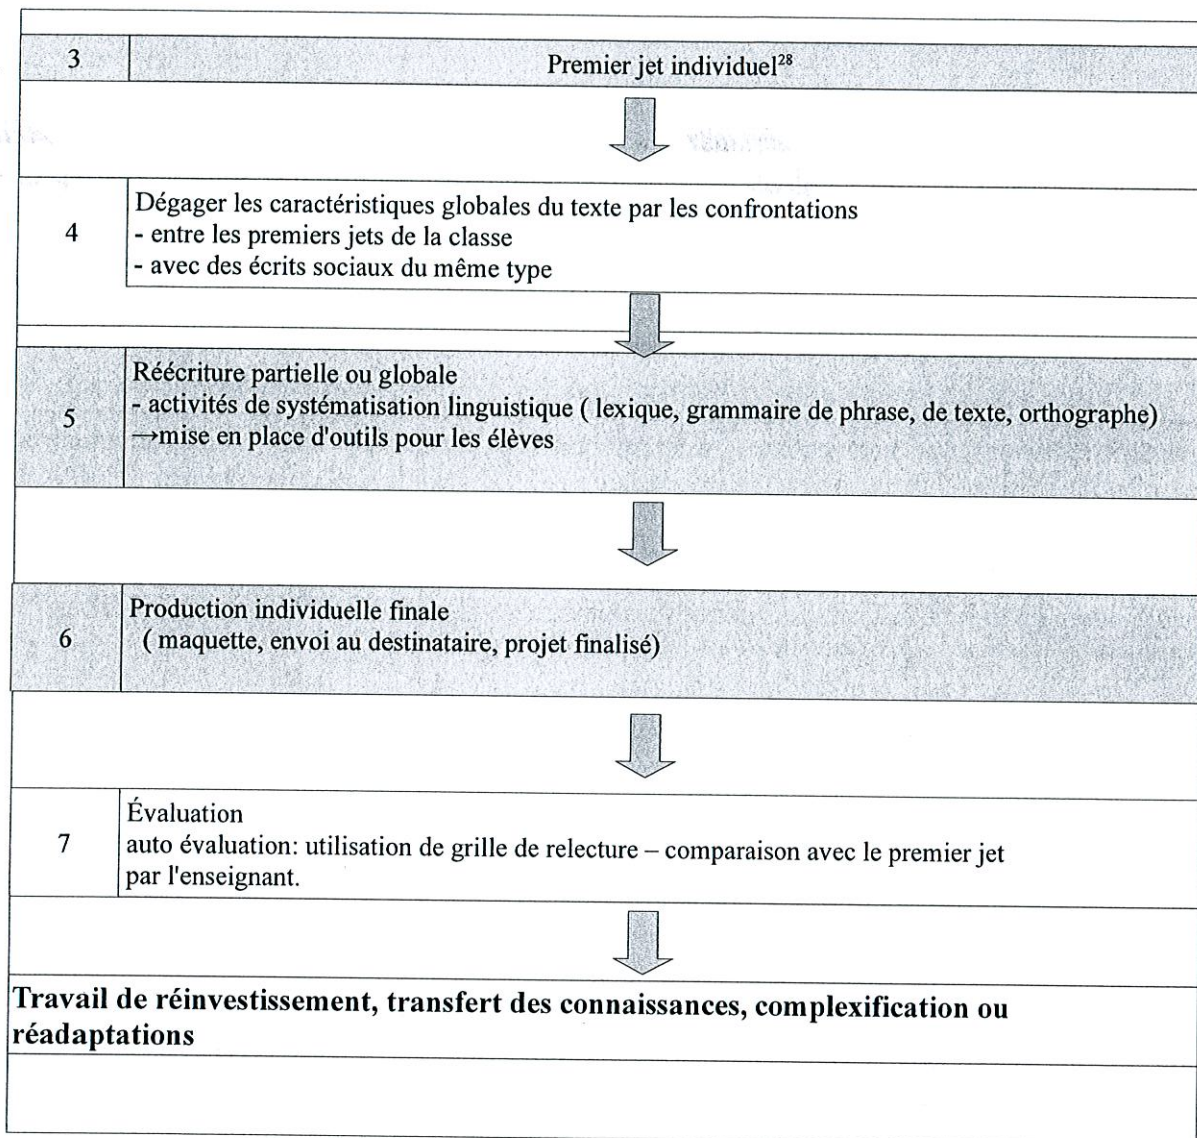 3
Premier jet individuel²⁸
4
Dégager les caractéristiques globales du texte par les confrontations
- entre les premiers jets de la classe
- avec des écrits sociaux du même type
5
Réécriture partielle ou globale
- activités de systématisation linguistique ( lexique, grammaire de phrase, de texte, orthographe)
→mise en place d'outils pour les élèves
6
Production individuelle finale
( maquette, envoi au destinataire, projet finalisé)
7
Évaluation
auto évaluation: utilisation de grille de relecture – comparaison avec le premier jet
par l'enseignant.
Travail de réinvestissement, transfert des connaissances, complexification ou
réadaptations